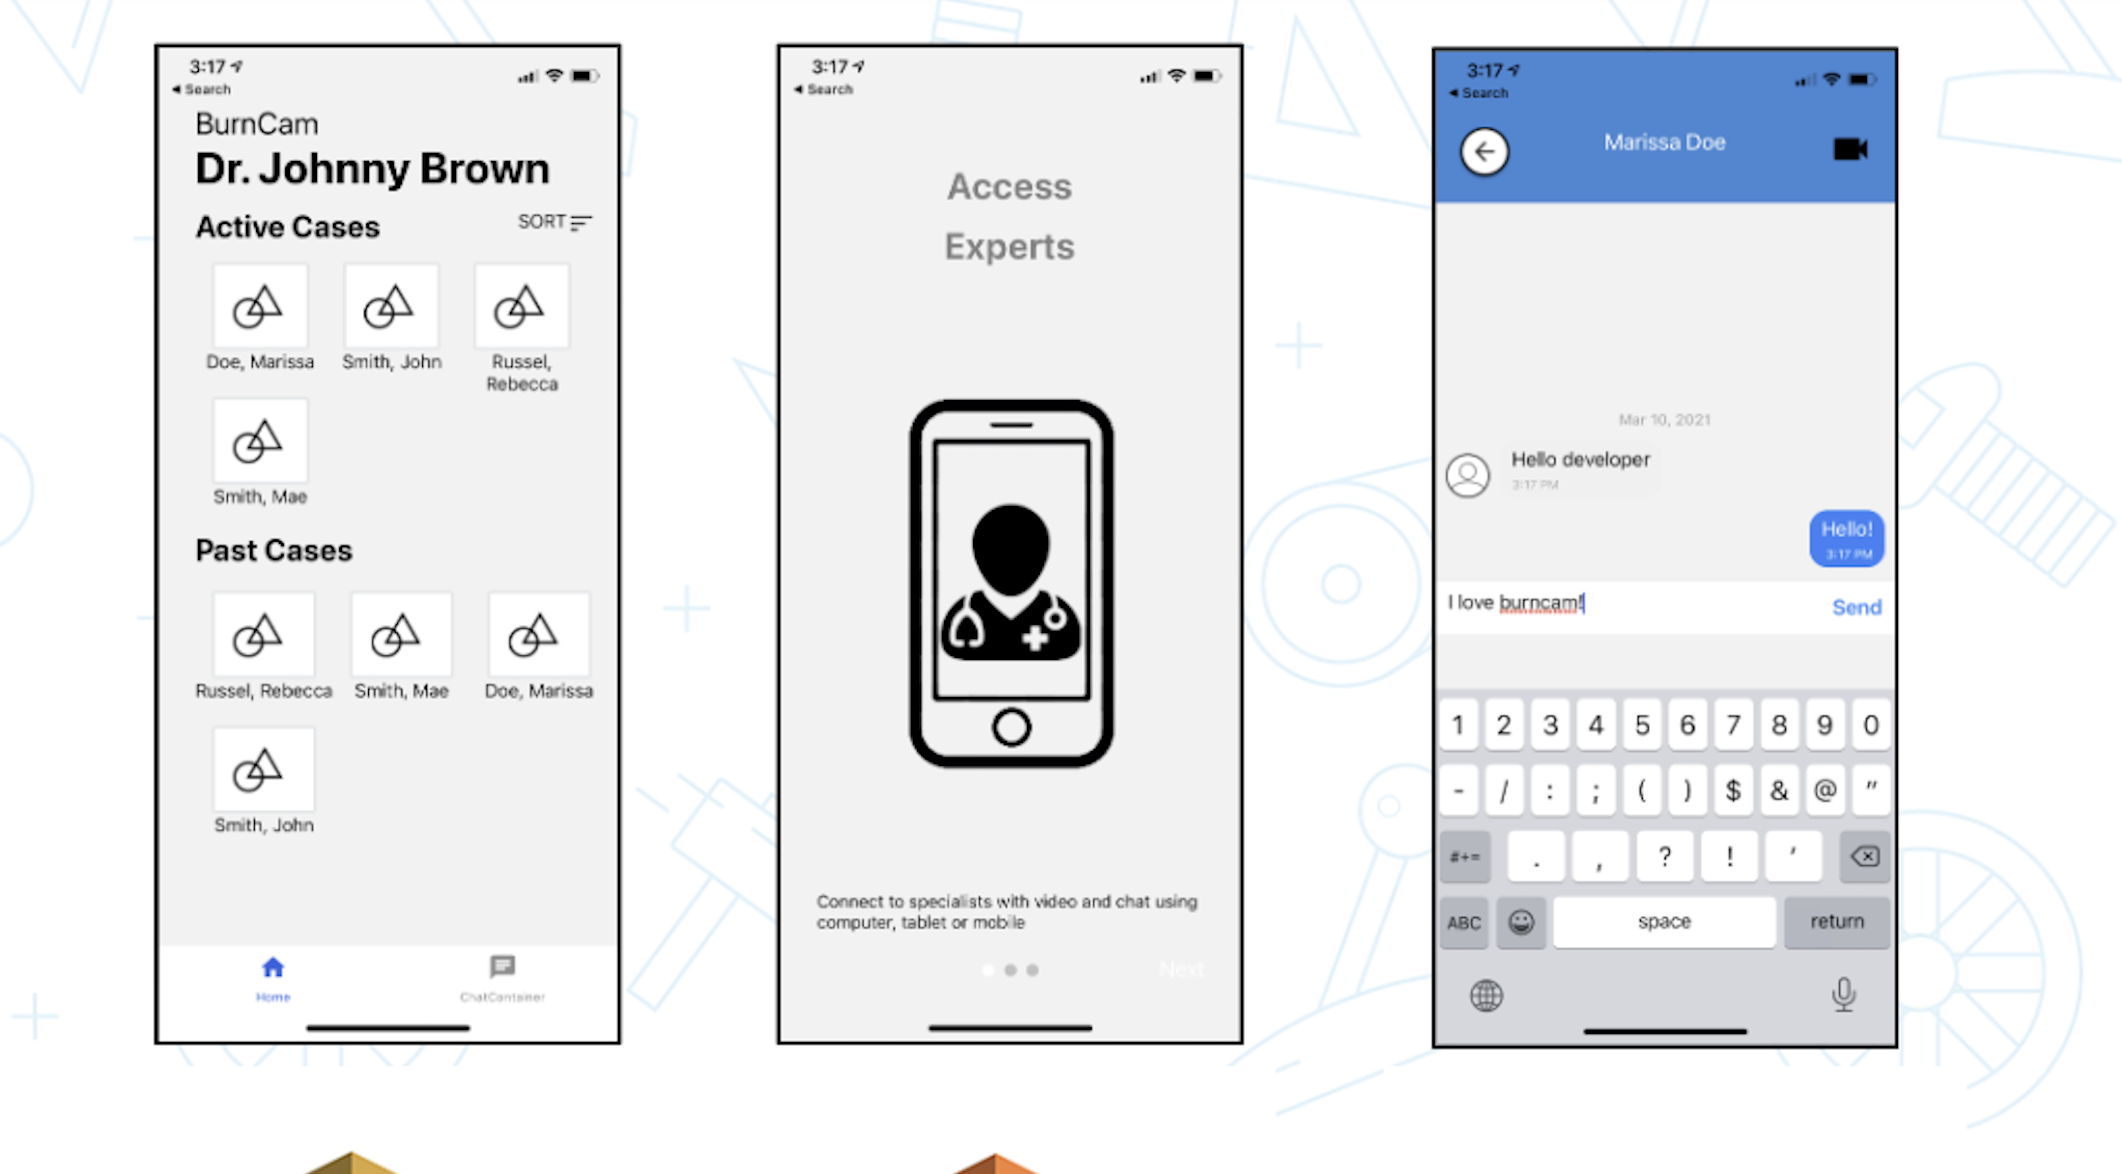 3:17
◀ Search
BurnCam
Dr. Johnny Brown
Active Cases
SORT
Doe, Marissa
Smith, John
Russel,
Rebecca
Smith, Mae
Past Cases
Russel, Rebecca
Smith, Mae
Doe, Marissa
Smith, John
Home
ChatContainer
3:17
◀ Search
Access
Experts
Connect to specialists with video and chat using
computer, tablet or mobile
Next
3:17
◀ Search
Marissa Doe
Mar 10, 2021
Hello developer
3:17 PM
Hello!
3:17 PM
I love burncam!
Send
1 2 3 4 5 6 7 8 9 0
- / : ; ( ) $ & @ "
#+= . , ? ! '
ABC space return